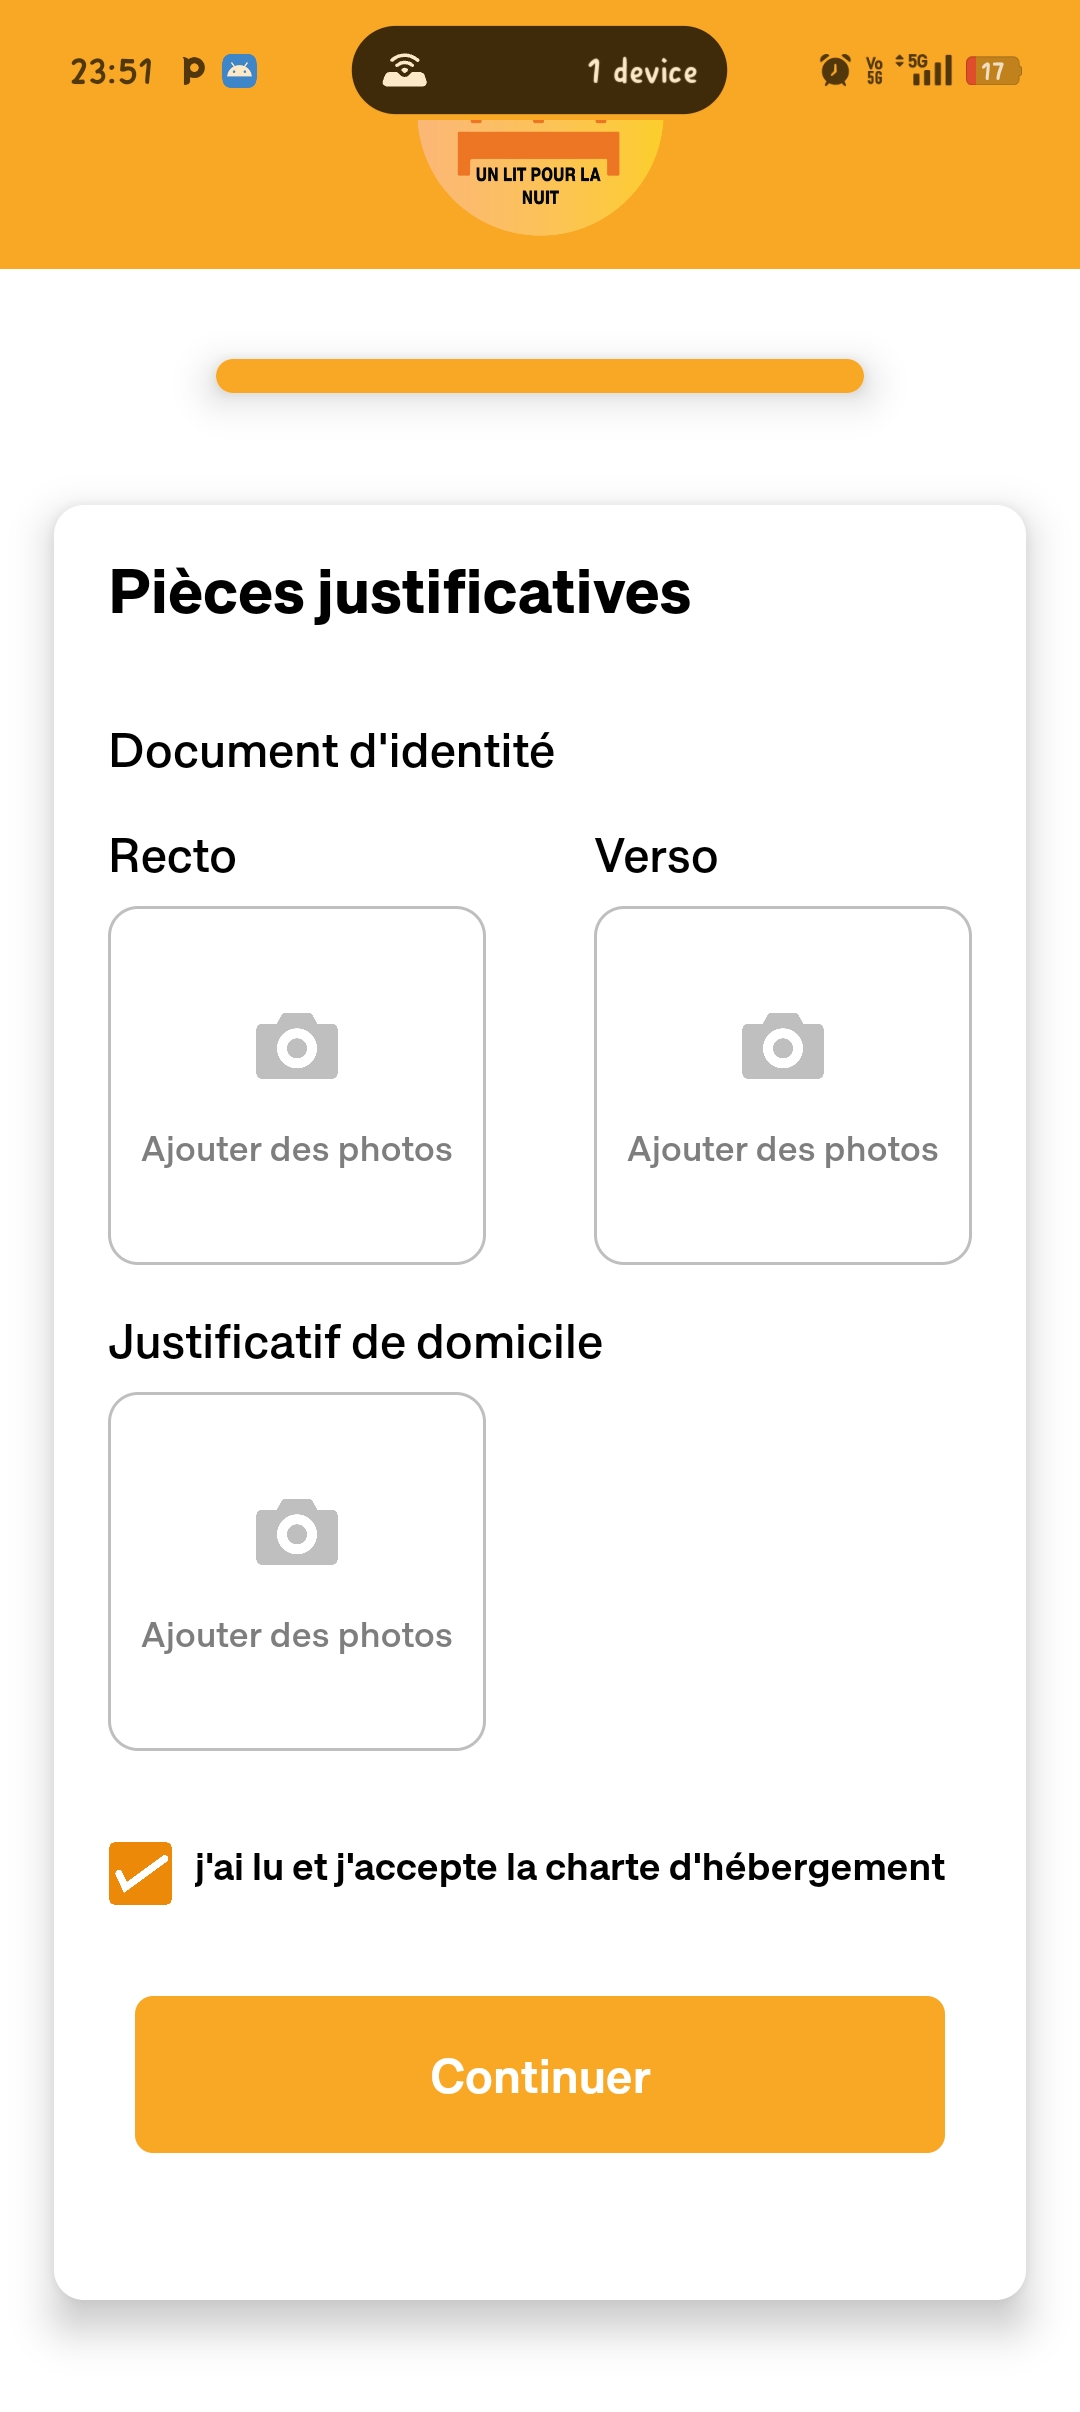 23:51
1 device
Vo
5G
5G
17
UN LIT POUR LA
NUIT
Pièces justificatives
Document d'identité
Recto
Verso
Ajouter des photos
Ajouter des photos
Justificatif de domicile
Ajouter des photos
j'ai lu et j'accepte la charte d'hébergement
Continuer